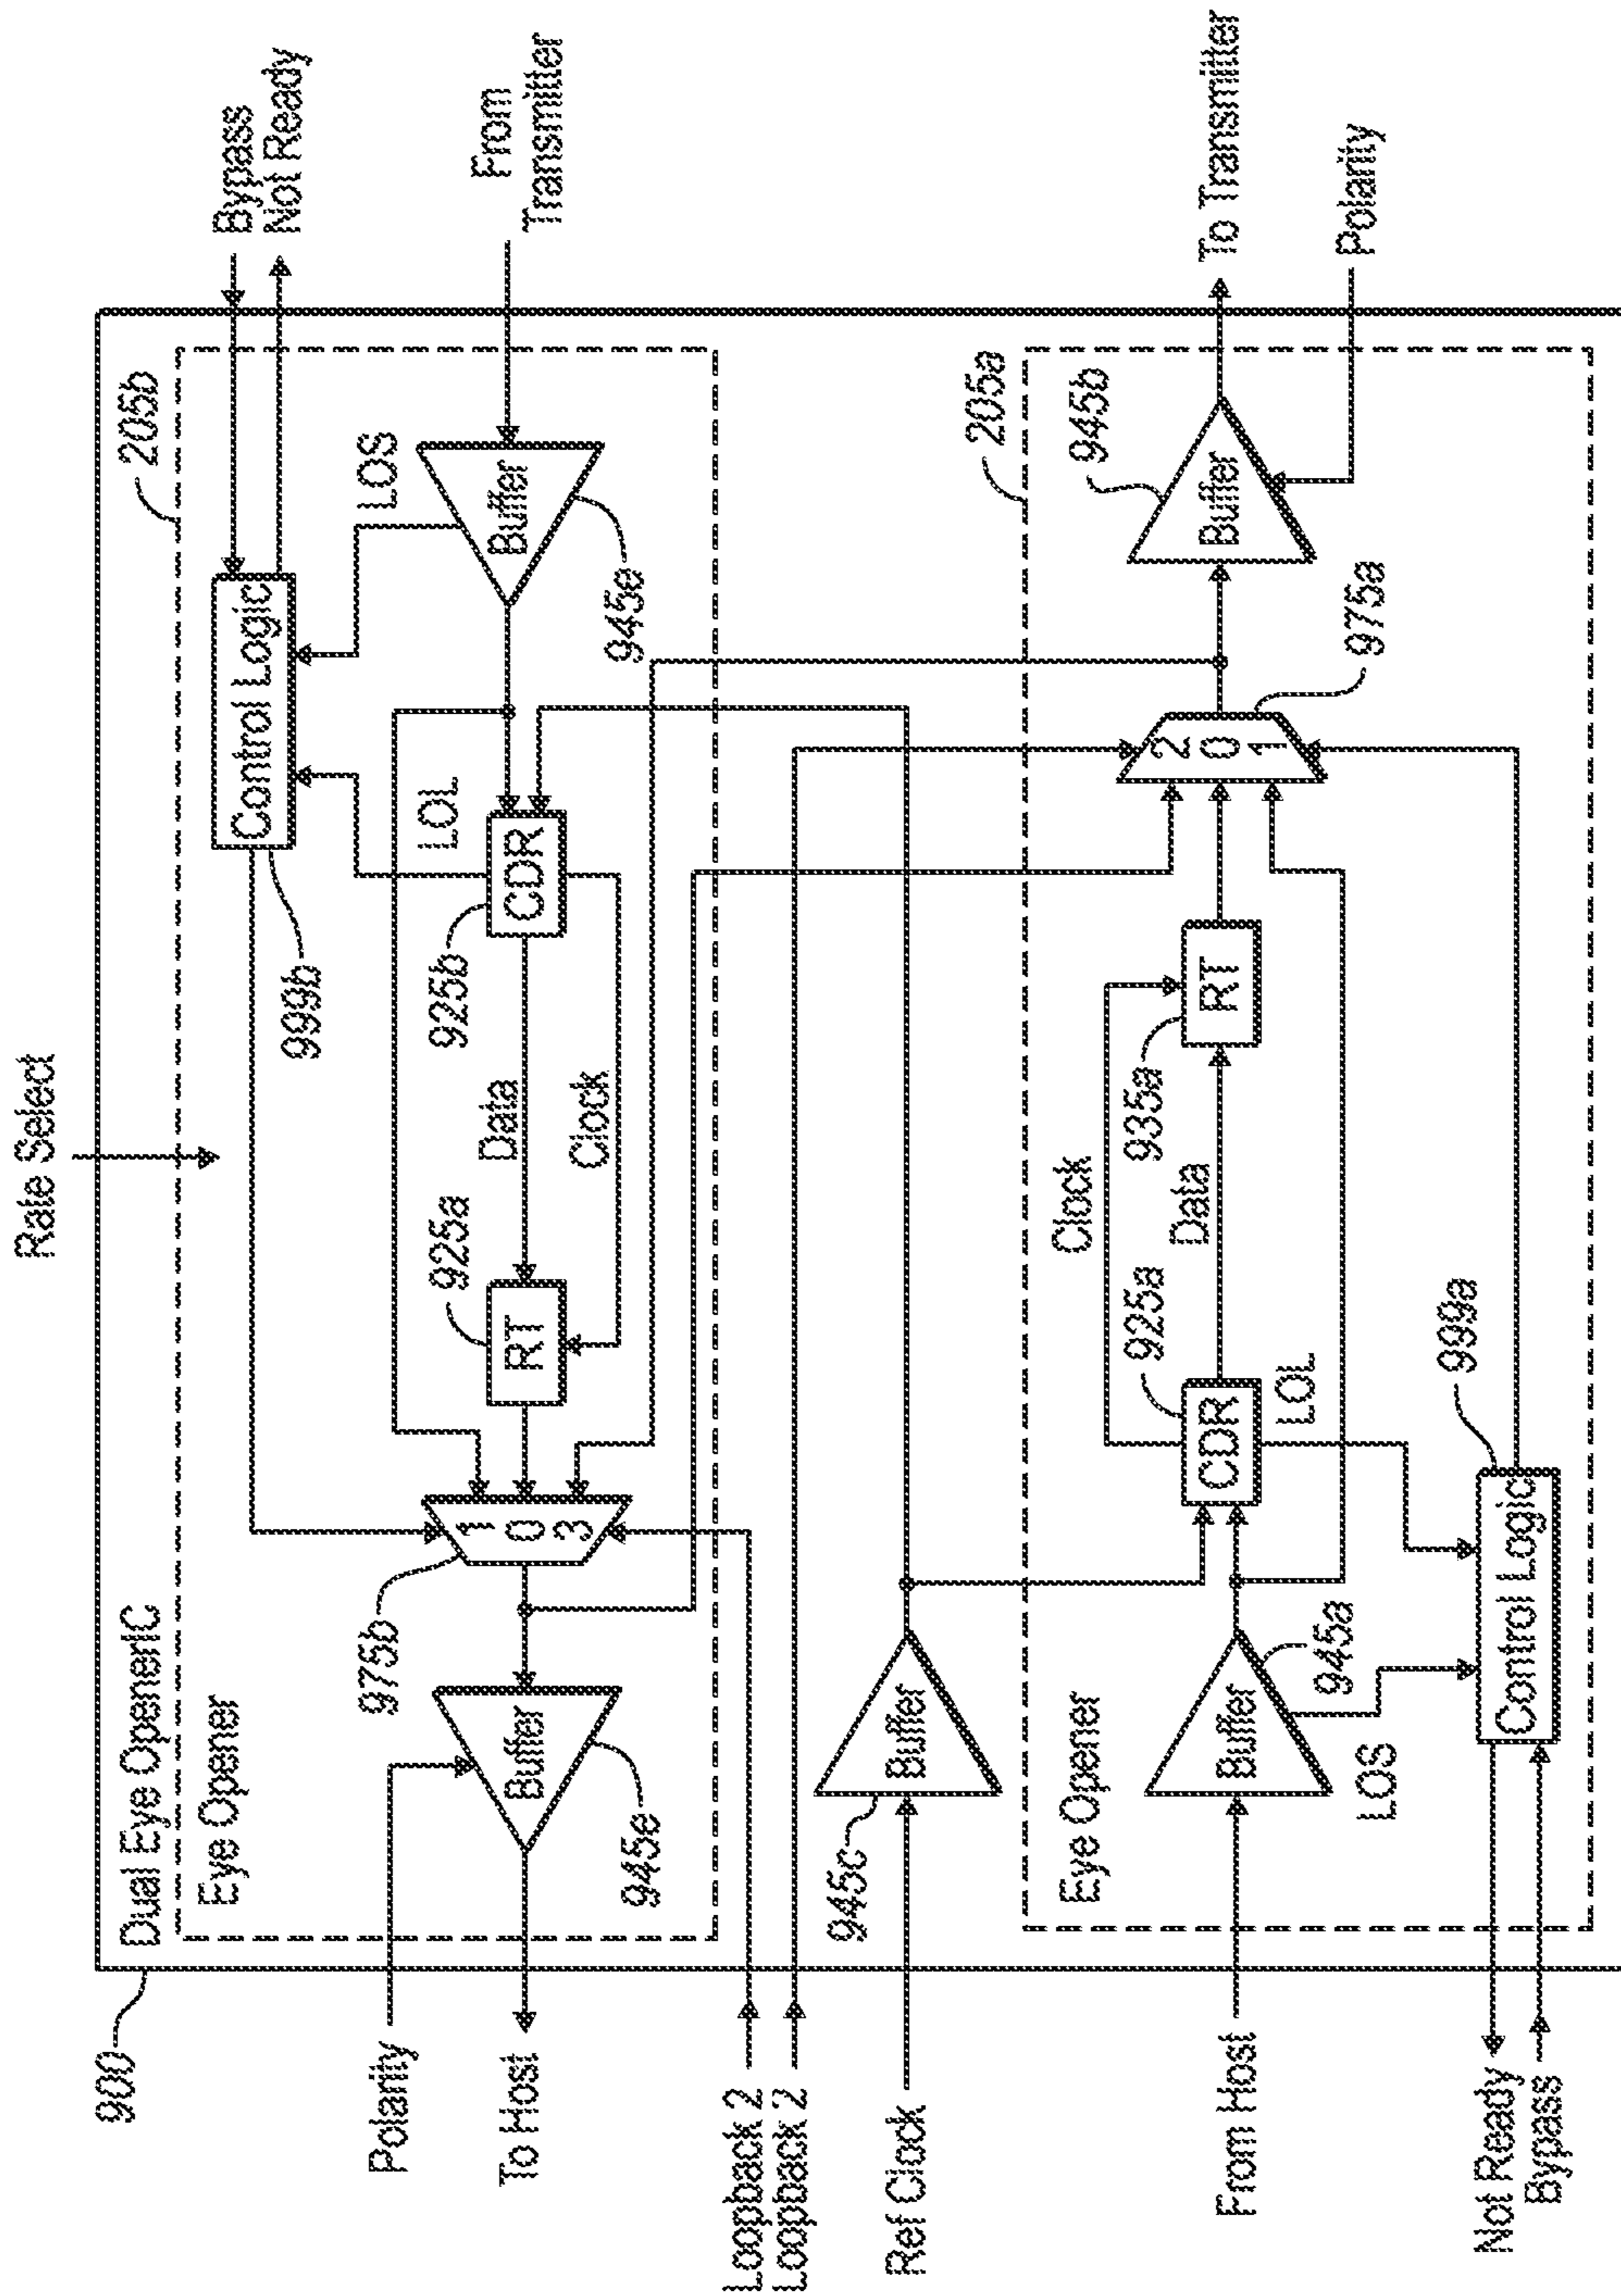 Rate Select
900
Dual Eye OpenerIC
Eye Opener
205b
Bypass
Not Ready
Control Logic
999b
LOS
Polarity
To Host
Buffer
945e
975b
1
0
3
RT
925a
Data
Clock
CDR
925b
LOL
Buffer
945e
From
Transmitter
Loopback 2
Loopback 2
Ref Clock
Buffer
945c
Eye Opener
205a
From Host
Buffer
945a
LOS
CDR
925a
LOL
Clock
Data
RT
935a
2
0
1
975a
Buffer
945b
To Transmitter
Polarity
Control Logic
999a
Not Ready
Bypass